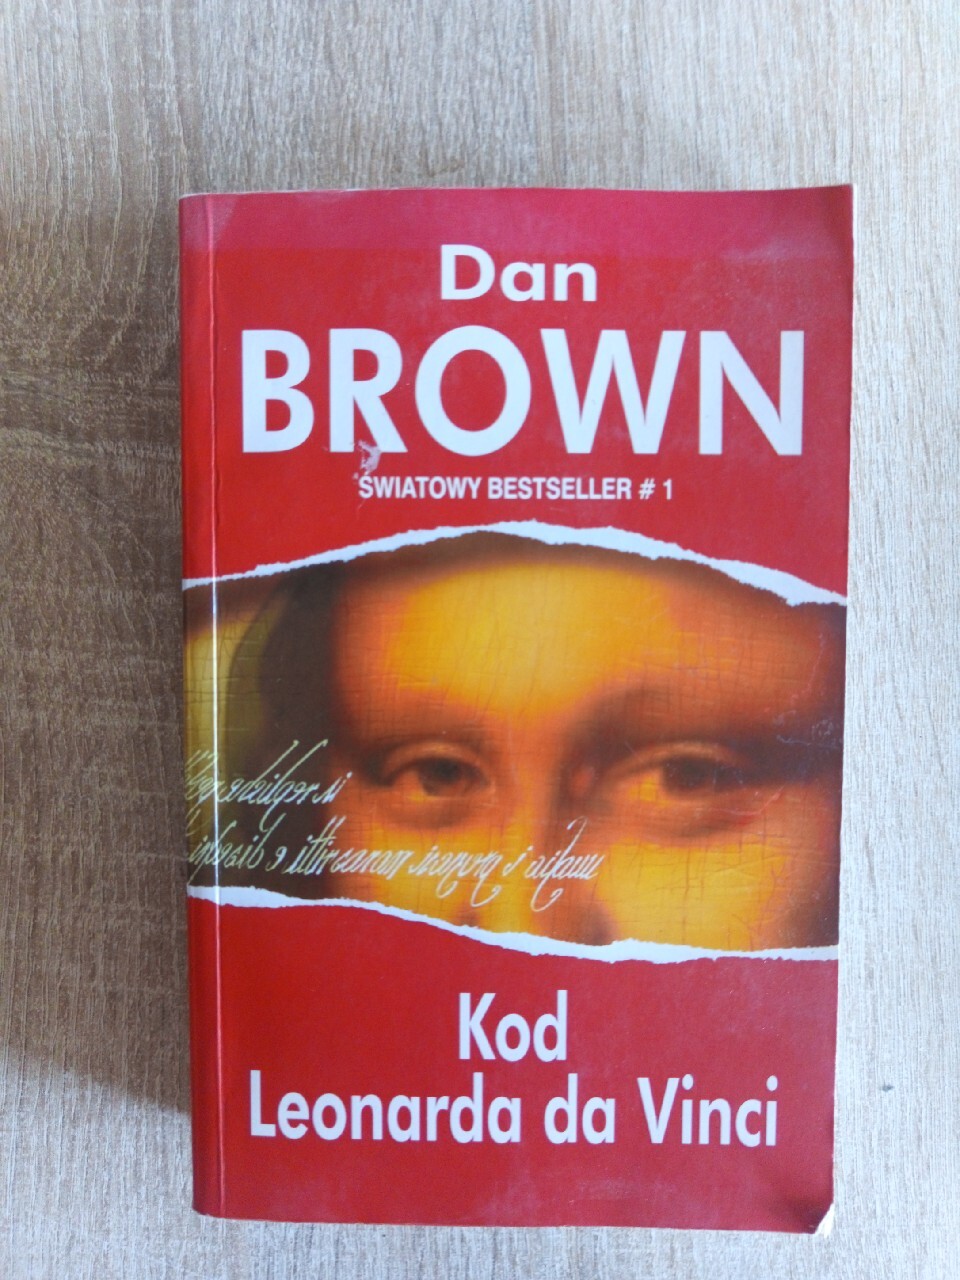 Dan
BROWN
ŚWIATOWY BESTSELLER # 1
Kod
Leonarda da Vinci